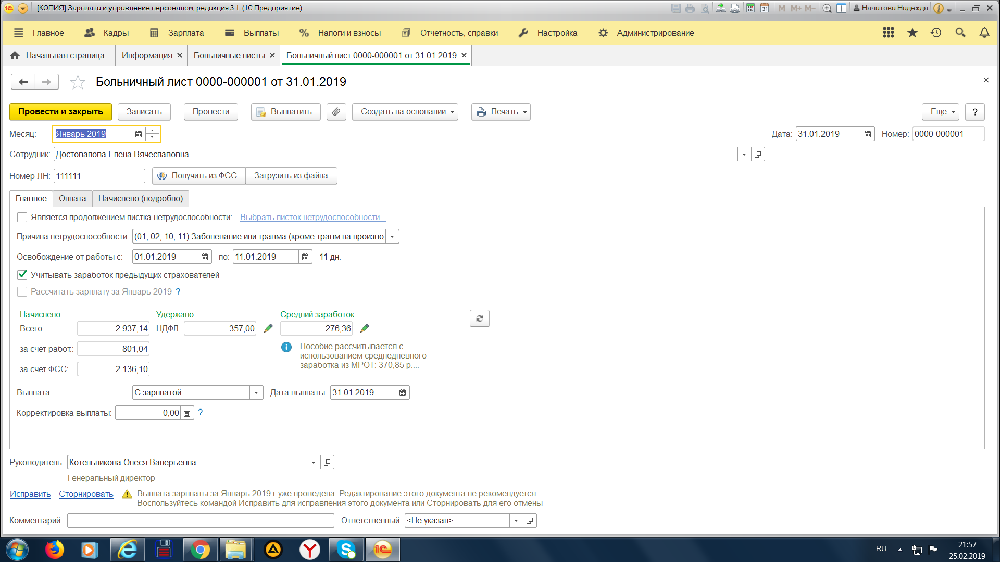 [КОПИЯ] Зарплата и управление персоналом, редакция 3.1 (1С:Предприятие)
M M+ M- Начатова Надежда
Главное Кадры Зарплата Выплаты Налоги и взносы Отчетность, справки Настройка Администрирование
Начальная страница Информация Больничные листы Больничный лист 0000-000001 от 31.01.2019
Больничный лист 0000-000001 от 31.01.2019
Провести и закрыть Записать Провести Выплатить Создать на основании Печать Еще ?
Месяц: Январь 2019 Дата: 31.01.2019 Номер: 0000-000001
Сотрудник: Достовалова Елена Вячеславовна
Номер ЛН: 111111 Получить из ФСС Загрузить из файла
Главное Оплата Начислено (подробно)
Является продолжением листка нетрудоспособности: Выбрать листок нетрудоспособности...
Причина нетрудоспособности: (01, 02, 10, 11) Заболевание или травма (кроме травм на произво,
Освобождение от работы с: 01.01.2019 по: 11.01.2019 11 дн.
Учитывать заработок предыдущих страхователей
Рассчитать зарплату за Январь 2019 ?
Начислено Удержано Средний заработок
Всего: 2 937,14 НДФЛ: 357,00 276,36
за счет работ.: 801,04
Пособие рассчитывается с
использованием среднедневного
заработка из МРОТ: 370,85 р....
за счет ФСС: 2 136,10
Выплата: С зарплатой Дата выплаты: 31.01.2019
Корректировка выплаты: 0,00 ?
Руководитель: Котельникова Олеся Валерьевна
Генеральный директор
Исправить Сторнировать Выплата зарплаты за Январь 2019 г уже проведена. Редактирование этого документа не рекомендуется.
Воспользуйтесь командой Исправить для исправления этого документа или Сторнировать для его отмены
Комментарий: Ответственный: <Не указан>
RU 21:57
25.02.2019